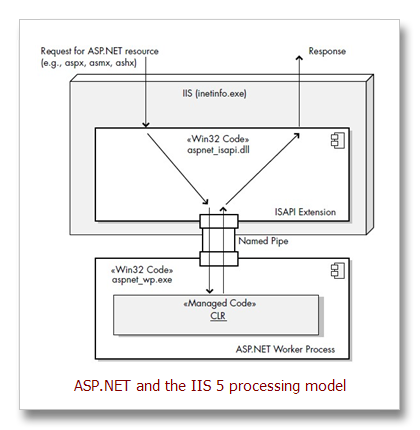 Request for ASP.NET resource
(e.g., aspx, asmx, ashx)
Response
IIS (inetinfo.exe)
«Win32 Code»
aspnet_isapi.dll
ISAPI Extension
Named Pipe
«Win32 Code»
aspnet_wp.exe
«Managed Code»
CLR
ASP.NET Worker Process
ASP.NET and the IIS 5 processing model